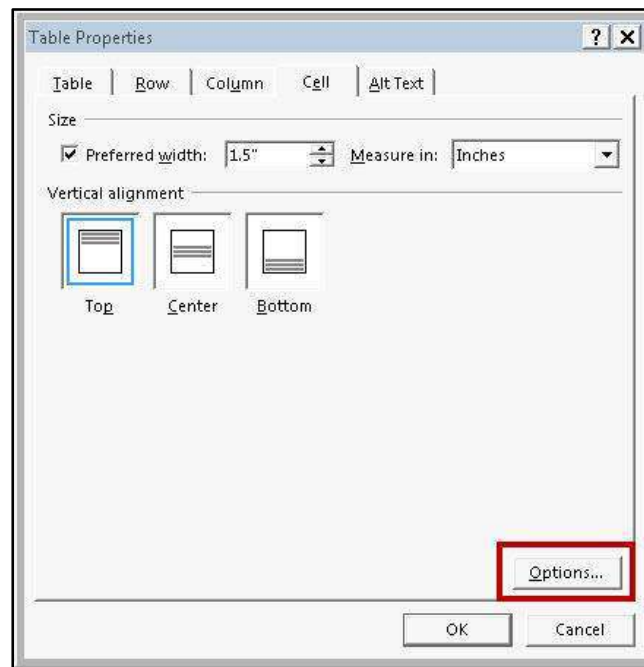 Table Properties ? X
Table Row Column Cell Alt Text
Size
Preferred width: 1.5" Measure in: Inches
Vertical alignment
Top Center Bottom
Options...
OK Cancel